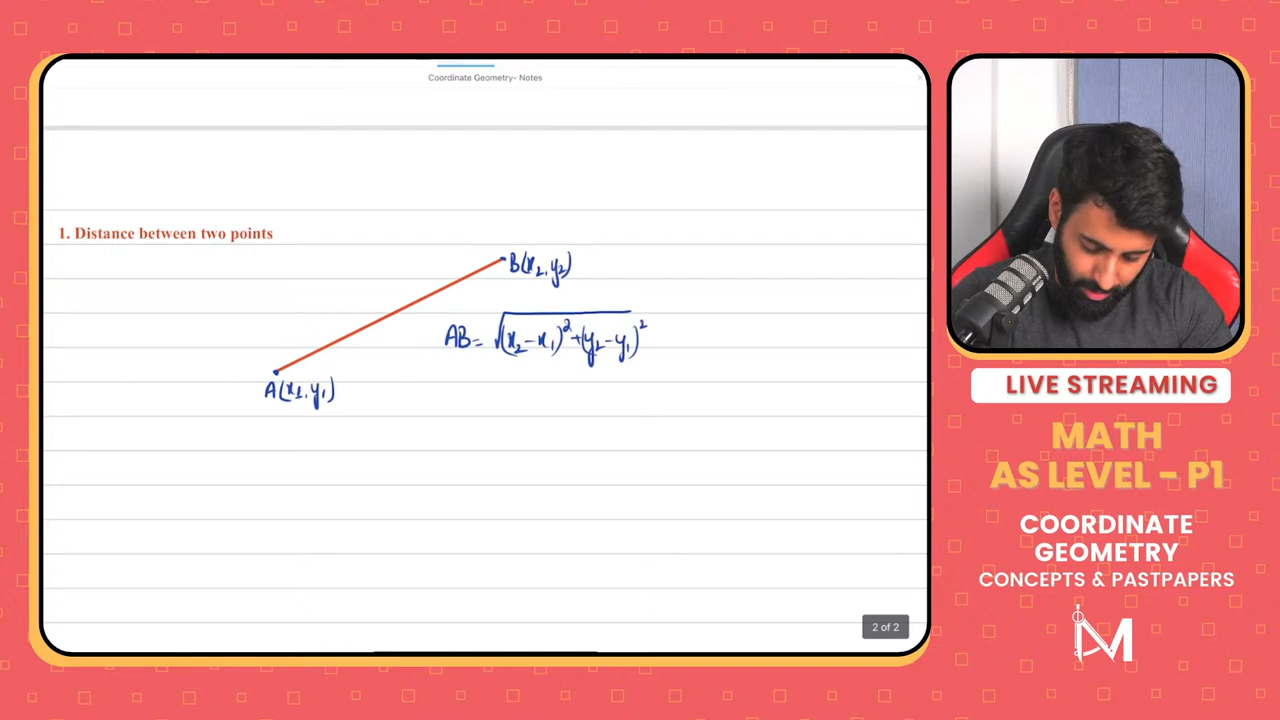 Coordinate Geometry- Notes
1. Distance between two points
B(x₂, y₂)
AB = √(x₂ - x₁)² + (y₂ - y₁)²
A(x₁, y₁)
2 of 2
LIVE STREAMING
MATH
AS LEVEL - P1
COORDINATE
GEOMETRY
CONCEPTS & PASTPAPERS
M